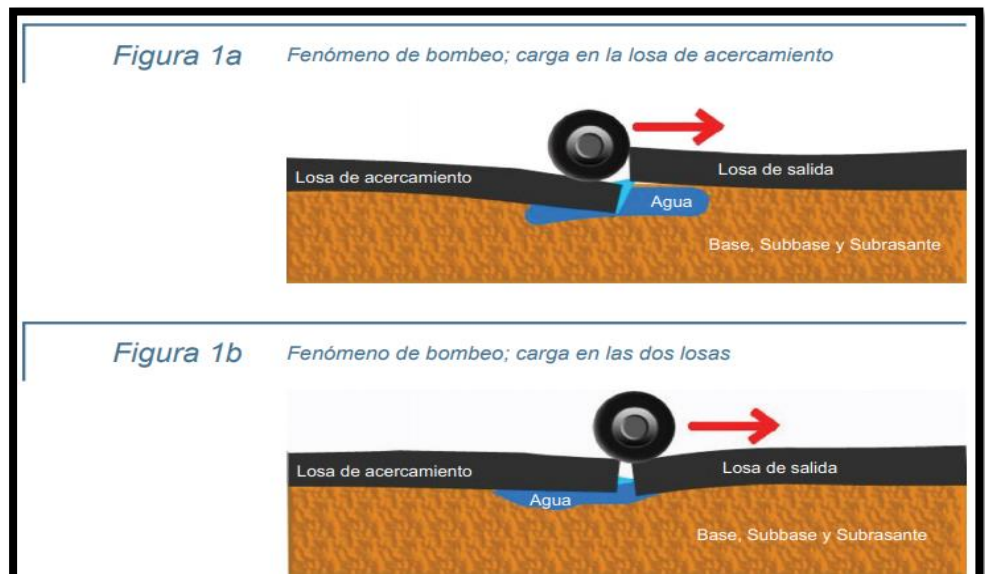 Figura 1a
Fenómeno de bombeo; carga en la losa de acercamiento
Losa de acercamiento
Losa de salida
Agua
Base, Subbase y Subrasante
Figura 1b
Fenómeno de bombeo; carga en las dos losas
Losa de acercamiento
Losa de salida
Agua
Base, Subbase y Subrasante